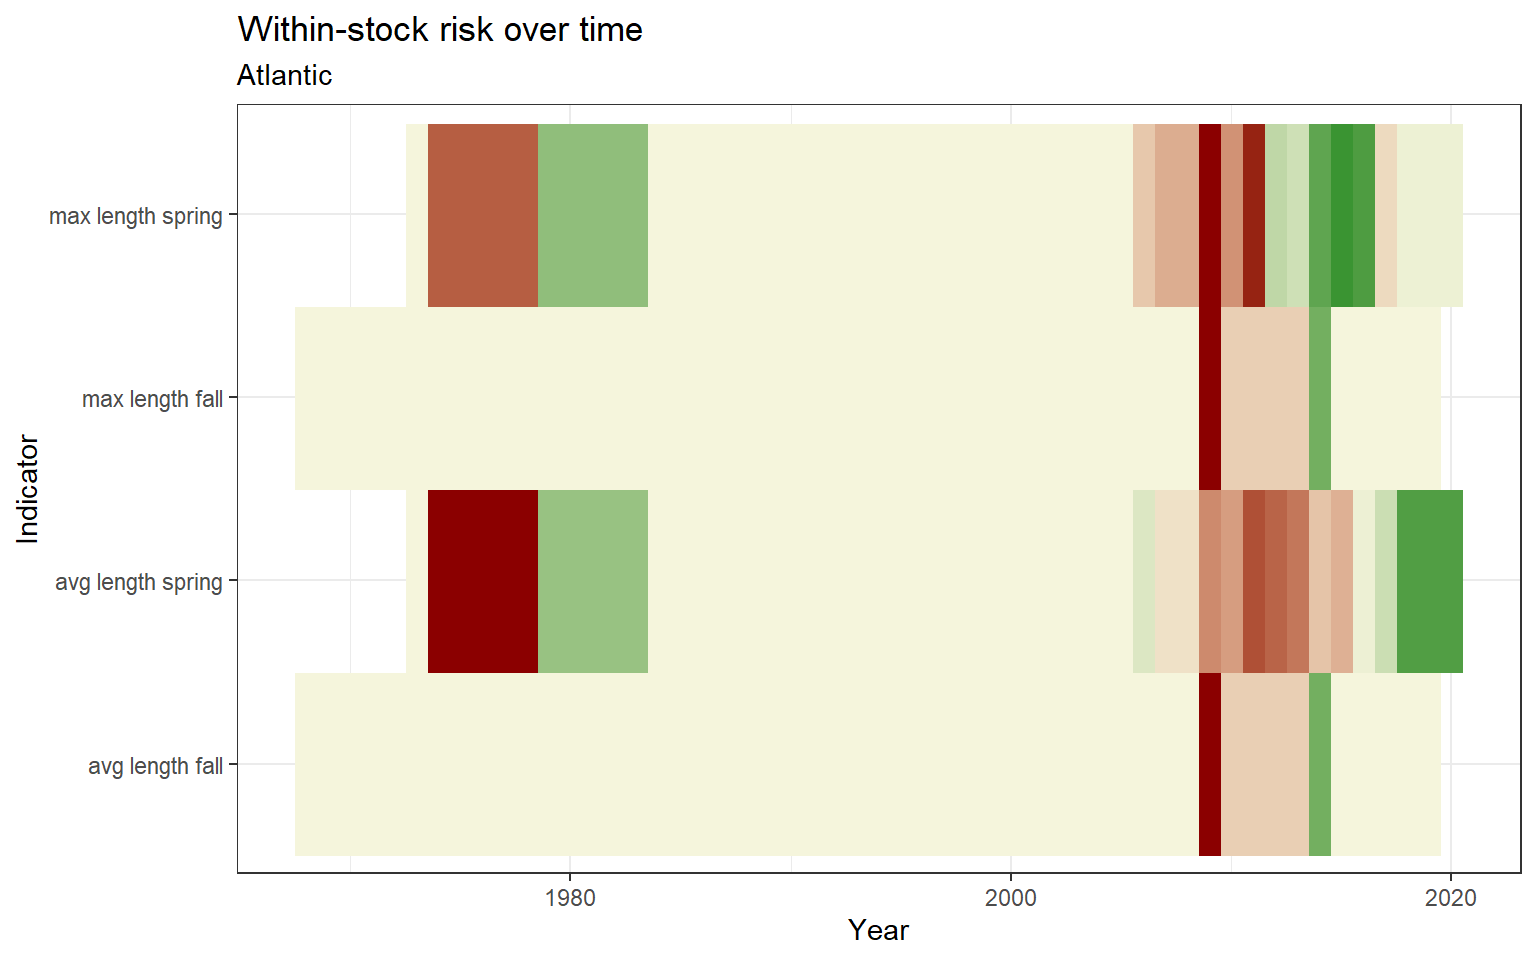 Within-stock risk over time
Atlantic
max length spring
max length fall
avg length spring
avg length fall
Indicator
1980
2000
2020
Year